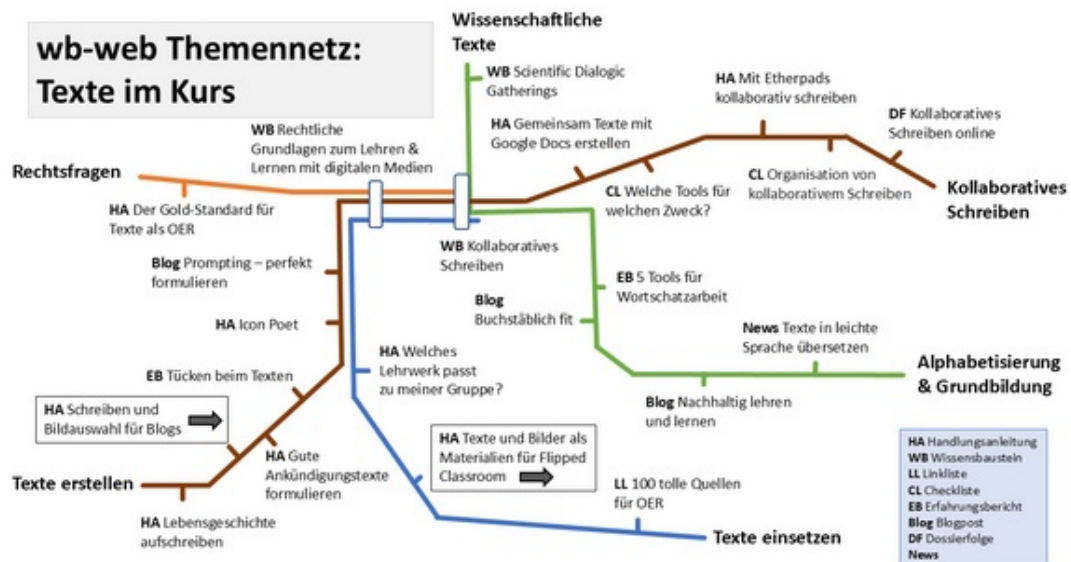 wb-web Themennetz:
Texte im Kurs
Wissenschaftliche
Texte
WB Scientific Dialogic
Gatherings
HA Mit Etherpads
kollaborativ schreiben
DF Kollaboratives
Schreiben online
HA Gemeinsam Texte mit
Google Docs erstellen
WB Rechtliche
Grundlagen zum Lehren &
Lernen mit digitalen Medien
Rechtsfragen
CL Welche Tools für
welchen Zweck?
CL Organisation von
kollaborativem Schreiben
Kollaboratives
Schreiben
HA Der Gold-Standard für
Texte als OER
WB Kollaboratives
Schreiben
Blog Prompting – perfekt
formulieren
EB 5 Tools für
Wortschatzarbeit
Blog
Buchstäblich fit
HA Icon Poet
News Texte in leichte
Sprache übersetzen
HA Welches
Lehrwerk passt
zu meiner Gruppe?
Alphabetisierung
& Grundbildung
EB Tücken beim Texten
Blog Nachhaltig lehren
und lernen
HA Schreiben und
Bildauswahl für Blogs
HA Texte und Bilder als
Materialien für Flipped
Classroom
HA Gute
Ankündigungstexte
formulieren
Texte erstellen
LL 100 tolle Quellen
für OER
HA Lebensgeschichte
aufschreiben
Texte einsetzen
HA Handlungsanleitung
WB Wissensbaustein
LL Linkliste
CL Checkliste
EB Erfahrungsbericht
Blog Blogpost
DF Dossierfolge
News